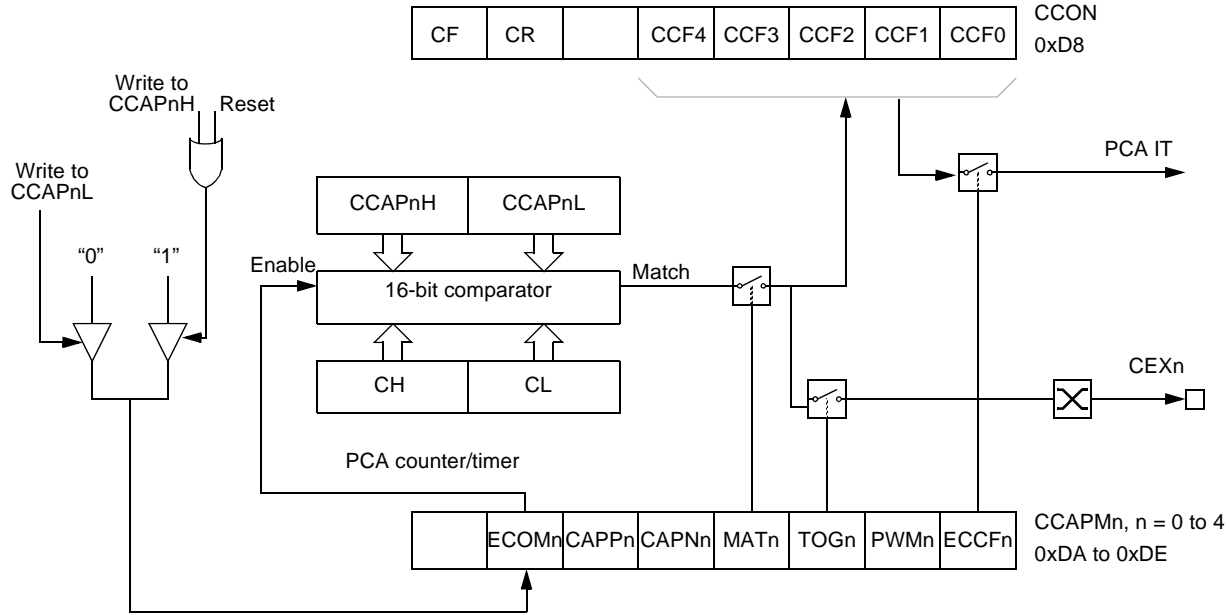 CF CR CCF4 CCF3 CCF2 CCF1 CCF0
CCON
0xD8
Write to
CCAPnH
Reset
Write to
CCAPnL
PCA IT
CCAPnH CCAPnL
“0” “1”
Enable
16-bit comparator
Match
CH CL
CEXn
PCA counter/timer
ECOMn CAPPn CAPNn MATn TOGn PWMn ECCFn
CCAPMn, n = 0 to 4
0xDA to 0xDE